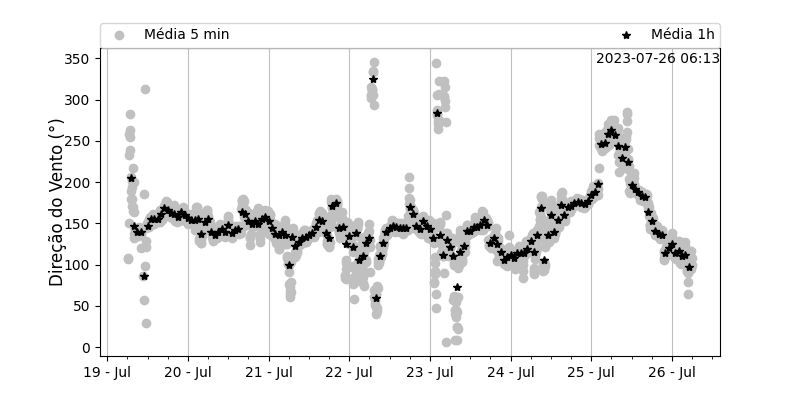 Média 5 min
Média 1h
2023-07-26 06:13
Direção do Vento (°)
350
300
250
200
150
100
50
0
19 - Jul
20 - Jul
21 - Jul
22 - Jul
23 - Jul
24 - Jul
25 - Jul
26 - Jul